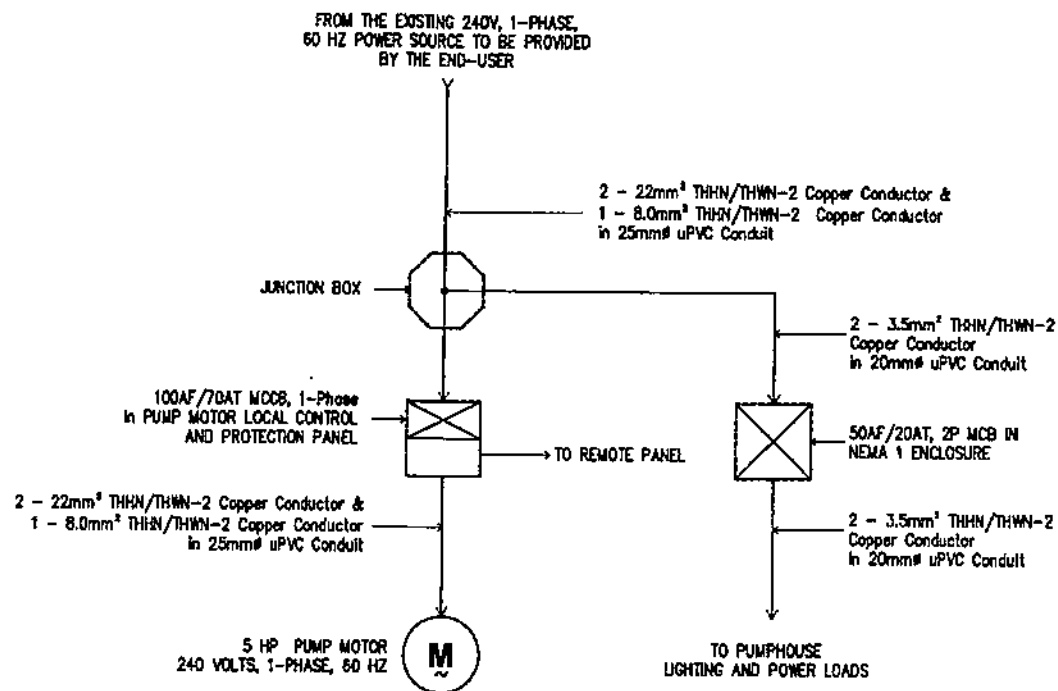 FROM THE EXISTING 240V, 1-PHASE,
60 HZ POWER SOURCE TO BE PROVIDED
BY THE END-USER
2 - 22mm² THHN/THWN-2 Copper Conductor &
1 - 8.0mm² THHN/THWN-2 Copper Conductor
in 25mmø uPVC Conduit
JUNCTION BOX
2 - 3.5mm² THHN/THWN-2
Copper Conductor
in 20mmø uPVC Conduit
100AF/70AT MCCB, 1-Phase
in PUMP MOTOR LOCAL CONTROL
AND PROTECTION PANEL
TO REMOTE PANEL
50AF/20AT, 2P MCB IN
NEMA 1 ENCLOSURE
2 - 22mm² THHN/THWN-2 Copper Conductor &
1 - 8.0mm² THHN/THWN-2 Copper Conductor
in 25mmø uPVC Conduit
2 - 3.5mm² THHN/THWN-2
Copper Conductor
in 20mmø uPVC Conduit
5 HP PUMP MOTOR
240 VOLTS, 1-PHASE, 60 HZ
M
~
TO PUMPHOUSE
LIGHTING AND POWER LOADS